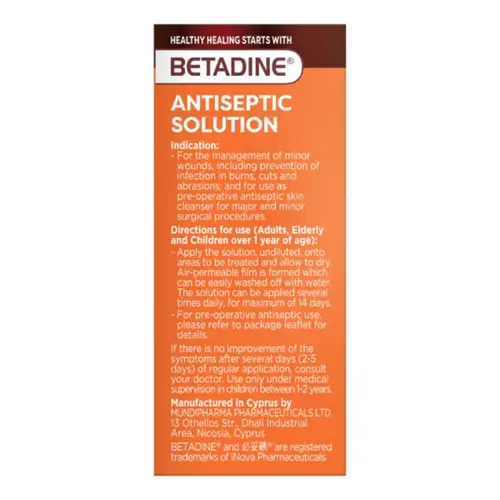 HEALTHY HEALING STARTS WITH
BETADINE®
ANTISEPTIC
SOLUTION
Indication:
- For the management of minor
wounds, including prevention of
infection in burns, cuts and
abrasions; and for use as
pre-operative antiseptic skin
cleanser for major and minor
surgical procedures.
Directions for use (Adults, Elderly
and Children over 1 year of age):
- Apply the solution, undiluted, onto
areas to be treated and allow to dry.
Air-permeable film is formed which
can be easily washed off with water.
The solution can be applied several
times daily, for maximum of 14 days.
- For pre-operative antiseptic use,
please refer to package leaflet for
details.
If there is no improvement of the
symptoms after several days (2-5
days) of regular application, consult
your doctor. Use only under medical
supervision in children between 1-2 years.
Manufactured in Cyprus by
MUNDIPHARMA PHARMACEUTICALS LTD.
13 Othellos Str., Dhali Industrial
Area, Nicosia, Cyprus
BETADINE® and 必妥碘® are registered
trademarks of iNova Pharmaceuticals.